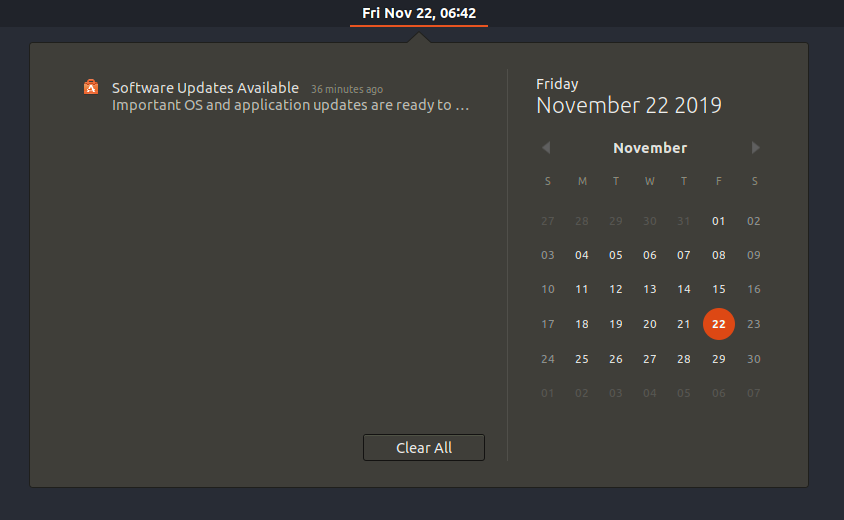 Fri Nov 22, 06:42
Software Updates Available 36 minutes ago
Important OS and application updates are ready to …
Clear All
Friday
November 22 2019
November
S M T W T F S
27 28 29 30 31 01 02
03 04 05 06 07 08 09
10 11 12 13 14 15 16
17 18 19 20 21 22 23
24 25 26 27 28 29 30
01 02 03 04 05 06 07